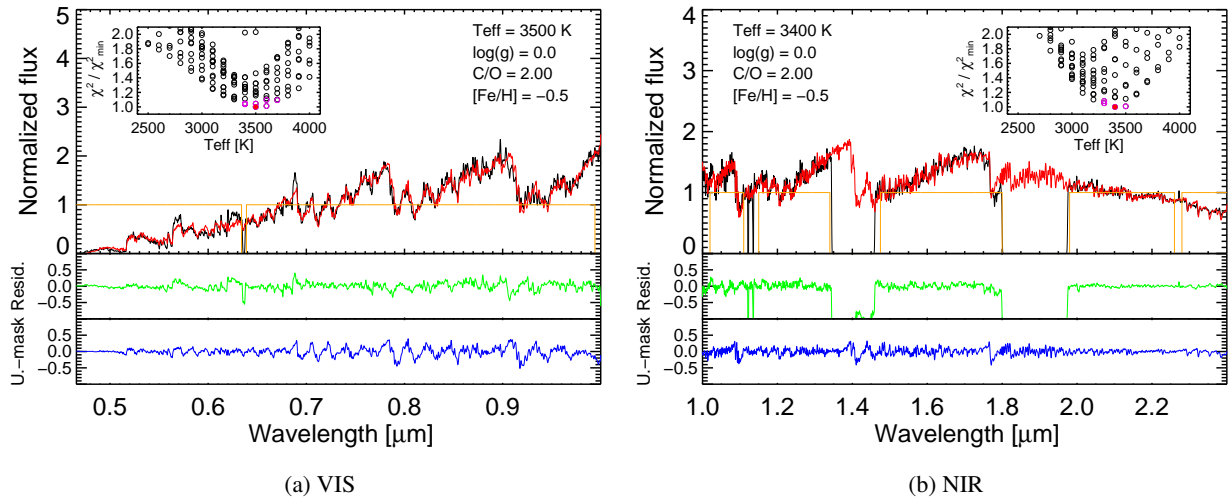 5
4
3
2
1
0
Normalized flux
2.0
1.8
1.6
1.4
1.2
1.0
χ² / χ²min
2500 3000 3500 4000
Teff [K]
Teff = 3500 K
log(g) = 0.0
C/O = 2.00
[Fe/H] = −0.5
0.5
0.0
−0.5
Resid.
0.5
0.0
−0.5
U.−mask
0.5 0.6 0.7 0.8 0.9
Wavelength [μm]
(a) VIS
4
3
2
1
0
Normalized flux
Teff = 3400 K
log(g) = 0.0
C/O = 2.00
[Fe/H] = −0.5
2.0
1.8
1.6
1.4
1.2
1.0
χ² / χ²min
2500 3000 3500 4000
Teff [K]
0.5
0.0
−0.5
Resid.
0.5
0.0
−0.5
U.−mask
1.0 1.2 1.4 1.6 1.8 2.0 2.2
Wavelength [μm]
(b) NIR